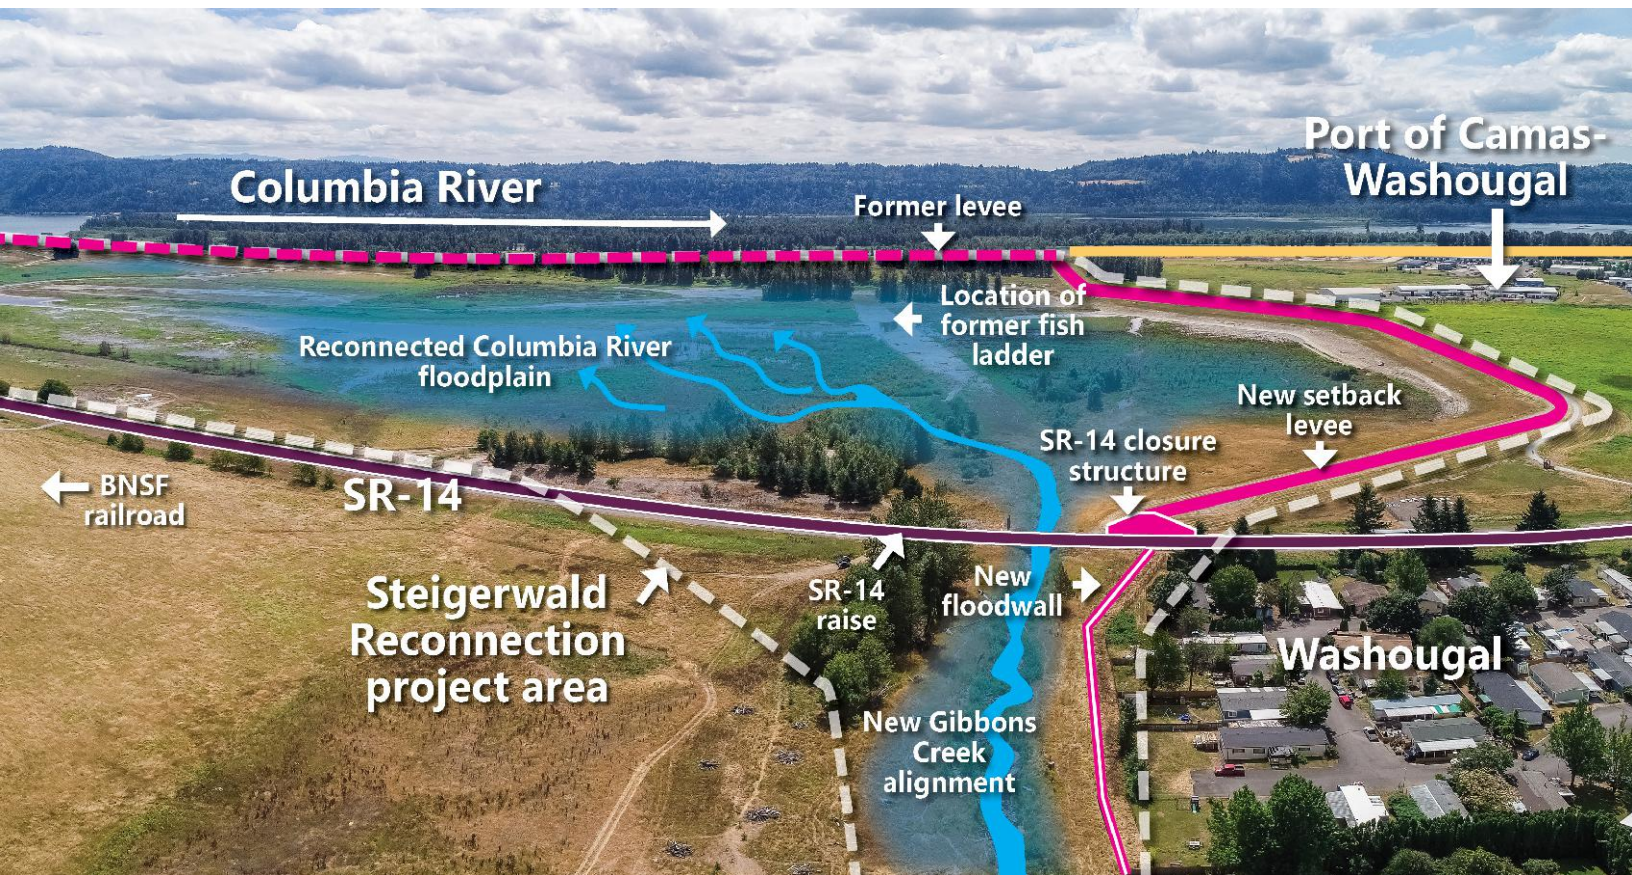 Port of Camas-
Washougal
Columbia River
Former levee
Location of
former fish
ladder
Reconnected Columbia River
floodplain
New setback
levee
SR-14 closure
structure
BNSF
railroad
SR-14
Steigerwald
Reconnection
project area
SR-14
raise
New
floodwall
Washougal
New Gibbons
Creek
alignment